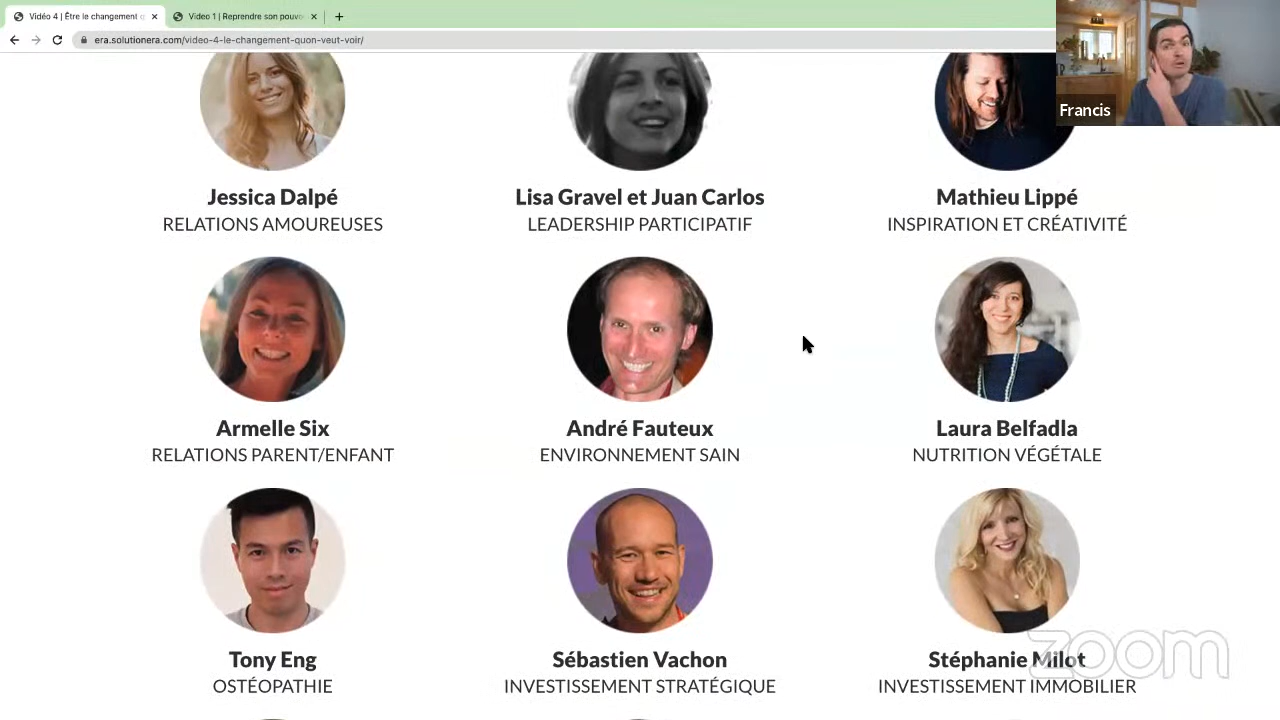 Vidéo 4 | Être le changement q
Video 1 | Reprendre son pouvo
era.solutionera.com/video-4-le-changement-quon-veut-voir/
Francis
Jessica Dalpé
RELATIONS AMOUREUSES
Lisa Gravel et Juan Carlos
LEADERSHIP PARTICIPATIF
Mathieu Lippé
INSPIRATION ET CRÉATIVITÉ
Armelle Six
RELATIONS PARENT/ENFANT
André Fauteux
ENVIRONNEMENT SAIN
Laura Belfadla
NUTRITION VÉGÉTALE
Tony Eng
OSTÉOPATHIE
Sébastien Vachon
INVESTISSEMENT STRATÉGIQUE
Stéphanie Milot
INVESTISSEMENT IMMOBILIER
zoom